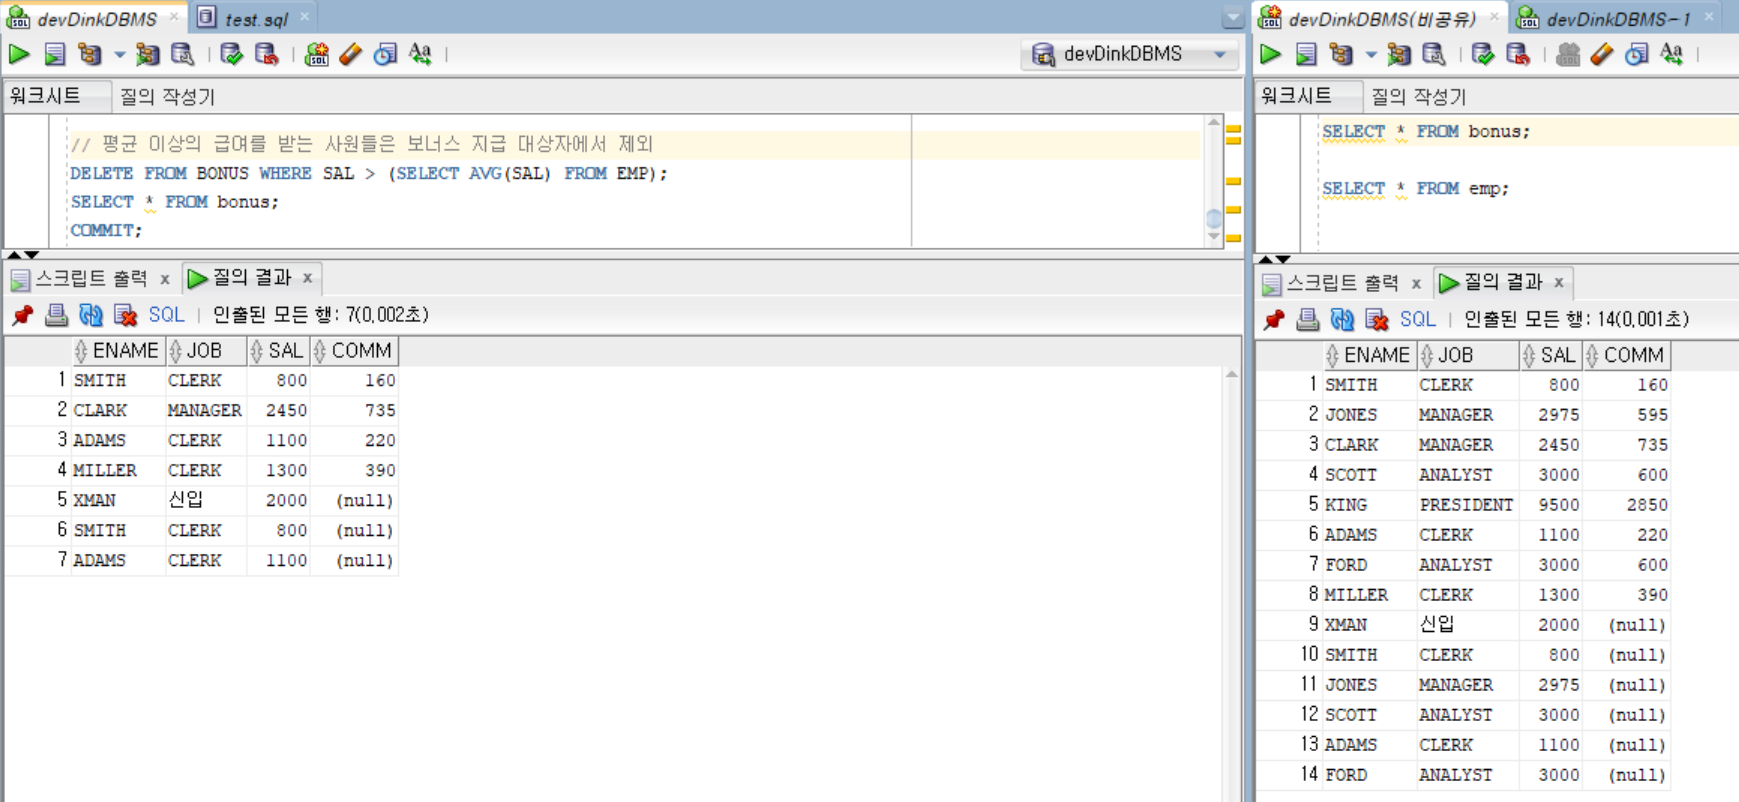 devDinkDBMS
test.sql
devDinkDBMS
워크시트
질의 작성기
// 평균 이상의 급여를 받는 사원들은 보너스 지급 대상자에서 제외
DELETE FROM BONUS WHERE SAL > (SELECT AVG(SAL) FROM EMP);
SELECT * FROM bonus;
COMMIT;
스크립트 출력 x
질의 결과 x
SQL | 인출된 모든 행: 7(0,002초)
ENAME JOB SAL COMM
1 SMITH CLERK 800 160
2 CLARK MANAGER 2450 735
3 ADAMS CLERK 1100 220
4 MILLER CLERK 1300 390
5 XMAN 신입 2000 (null)
6 SMITH CLERK 800 (null)
7 ADAMS CLERK 1100 (null)
devDinkDBMS(비공유)
devDinkDBMS~1
워크시트
질의 작성기
SELECT * FROM bonus;
SELECT * FROM emp;
스크립트 출력 x
질의 결과 x
SQL | 인출된 모든 행: 14(0,001초)
ENAME JOB SAL COMM
1 SMITH CLERK 800 160
2 JONES MANAGER 2975 595
3 CLARK MANAGER 2450 735
4 SCOTT ANALYST 3000 600
5 KING PRESIDENT 9500 2850
6 ADAMS CLERK 1100 220
7 FORD ANALYST 3000 600
8 MILLER CLERK 1300 390
9 XMAN 신입 2000 (null)
10 SMITH CLERK 800 (null)
11 JONES MANAGER 2975 (null)
12 SCOTT ANALYST 3000 (null)
13 ADAMS CLERK 1100 (null)
14 FORD ANALYST 3000 (null)